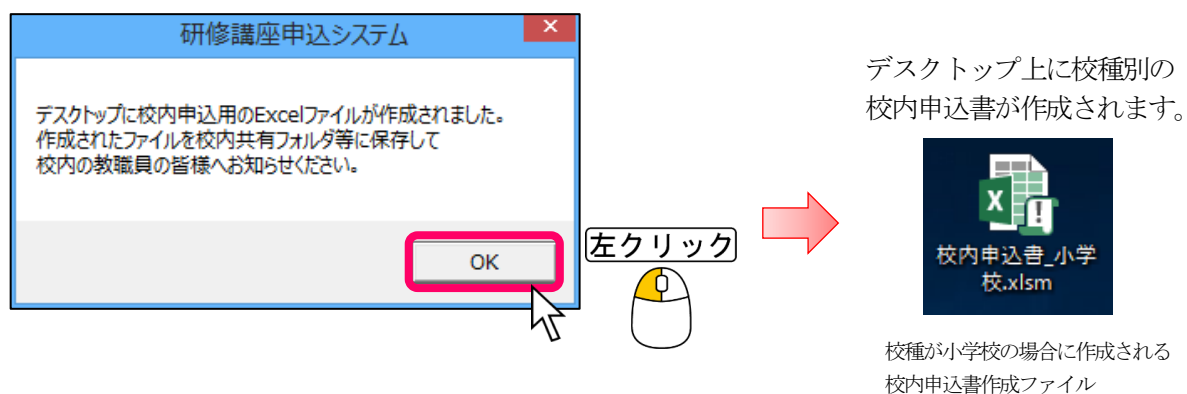 研修講座申込システム
デスクトップに校内申込用のExcelファイルが作成されました。
作成されたファイルを校内共有フォルダ等に保存して
校内の教職員の皆様へお知らせください。
OK
左クリック
デスクトップ上に校種別の
校内申込書が作成されます。
校内申込書_小学
校.xlsm
校種が小学校の場合に作成される
校内申込書作成ファイル